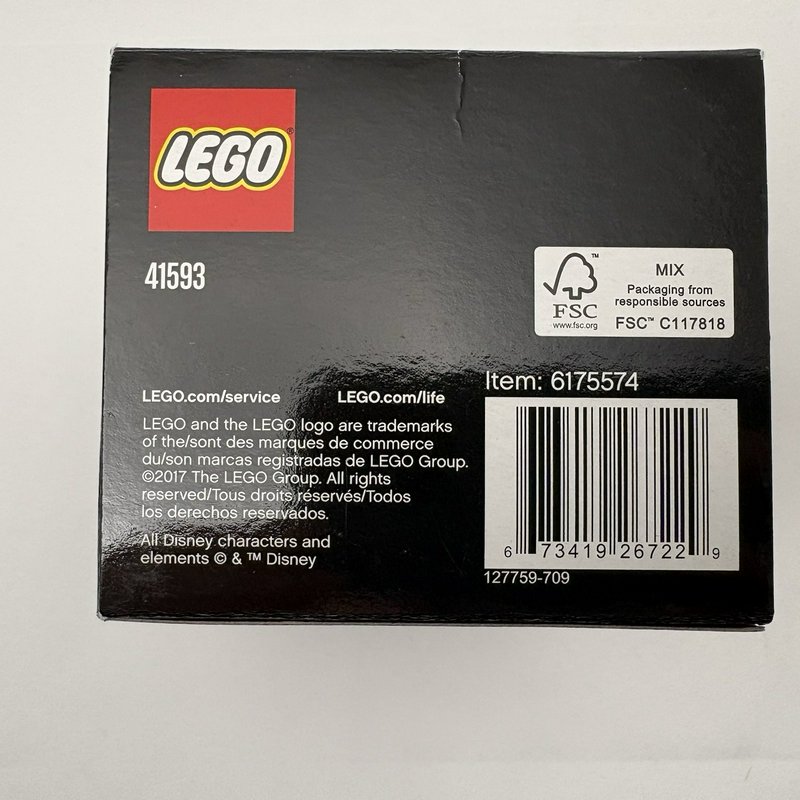 LEGO®
41593
FSC™
www.fsc.org
MIX
Packaging from
responsible sources
FSC™ C117818
LEGO.com/service LEGO.com/life
LEGO and the LEGO logo are trademarks
of the/sont des marques de commerce
du/son marcas registradas de LEGO Group.
©2017 The LEGO Group. All rights
reserved/Tous droits réservés/Todos
los derechos reservados.
All Disney characters and
elements © & ™ Disney
Item: 6175574
6 73419 26722 9
127759-709